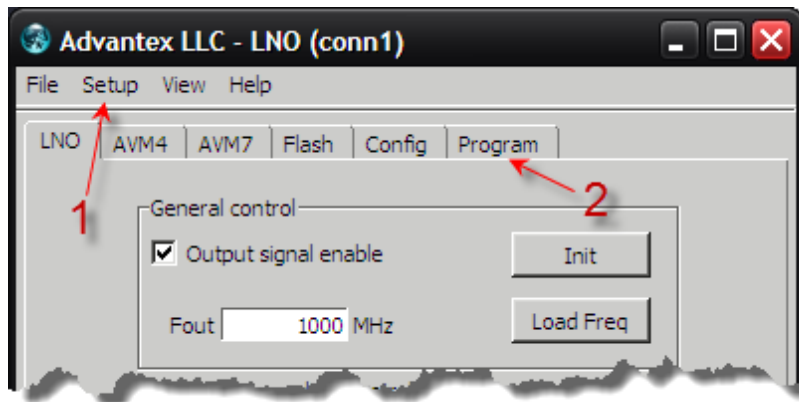 Advantex LLC - LNO (conn1)
File Setup View Help
LNO AVM4 AVM7 Flash Config Program
1
2
General control
Output signal enable
Init
Fout 1000 MHz
Load Freq